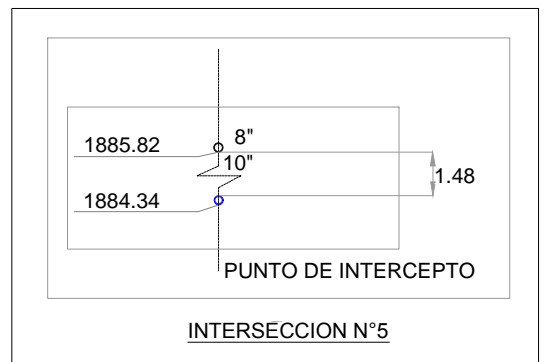 1885.82 8"
10"
1.48
1884.34
PUNTO DE INTERCEPTO
INTERSECCION N°5